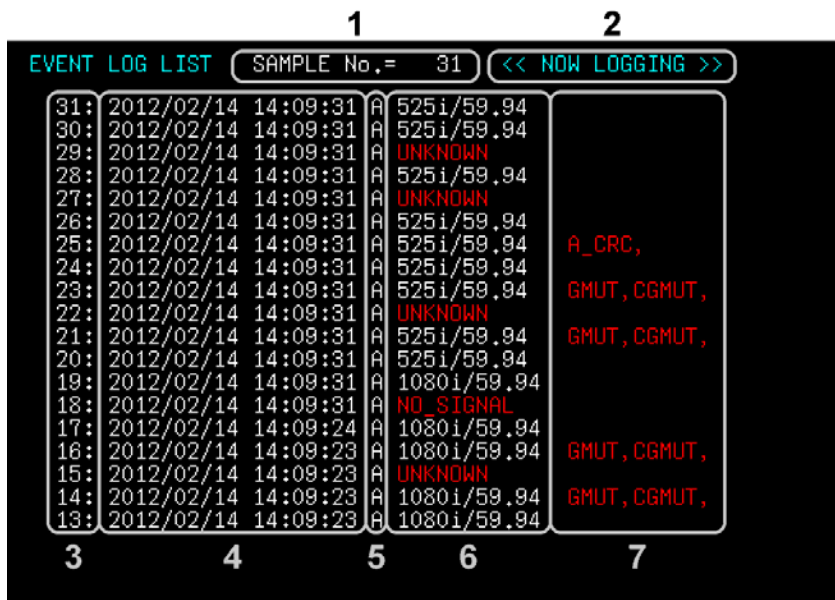 1 2
EVENT LOG LIST SAMPLE No.= 31 << NOW LOGGING >>
31: 2012/02/14 14:09:31 A 525i/59.94
30: 2012/02/14 14:09:31 A 525i/59.94
29: 2012/02/14 14:09:31 A UNKNOWN
28: 2012/02/14 14:09:31 A 525i/59.94
27: 2012/02/14 14:09:31 A UNKNOWN
26: 2012/02/14 14:09:31 A 525i/59.94
25: 2012/02/14 14:09:31 A 525i/59.94 A_CRC,
24: 2012/02/14 14:09:31 A 525i/59.94
23: 2012/02/14 14:09:31 A 525i/59.94 GMUT,CGMUT,
22: 2012/02/14 14:09:31 A UNKNOWN
21: 2012/02/14 14:09:31 A 525i/59.94 GMUT,CGMUT,
20: 2012/02/14 14:09:31 A 525i/59.94
19: 2012/02/14 14:09:31 A 1080i/59.94
18: 2012/02/14 14:09:31 A NO_SIGNAL
17: 2012/02/14 14:09:24 A 1080i/59.94
16: 2012/02/14 14:09:23 A 1080i/59.94 GMUT,CGMUT,
15: 2012/02/14 14:09:23 A UNKNOWN
14: 2012/02/14 14:09:23 A 1080i/59.94 GMUT,CGMUT,
13: 2012/02/14 14:09:23 A 1080i/59.94
3 4 5 6 7